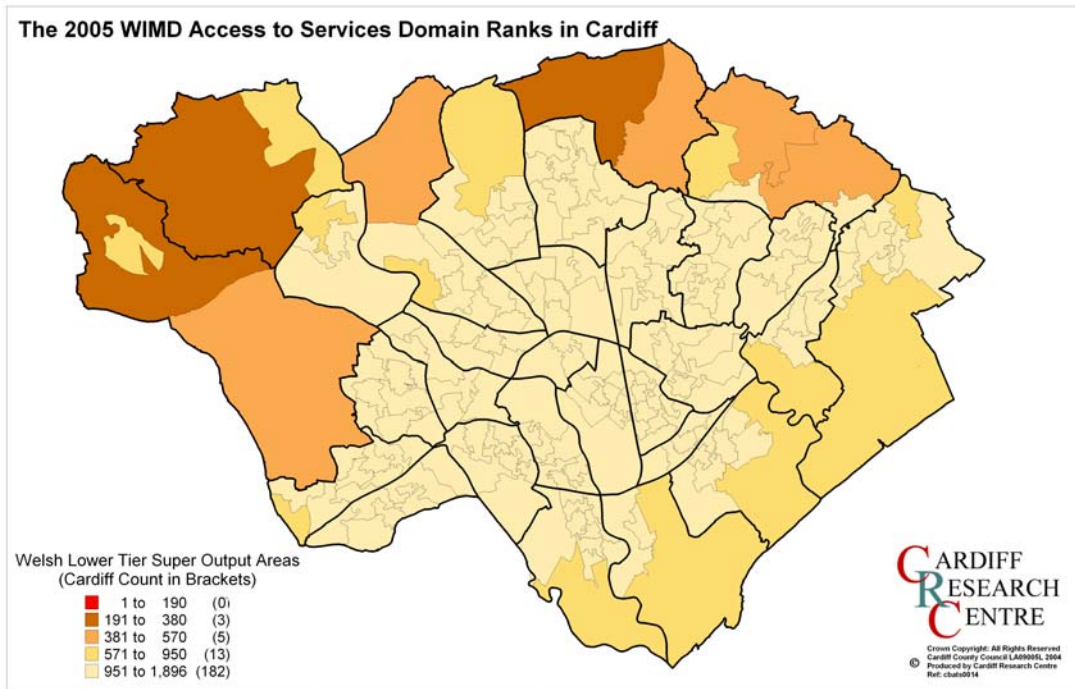 The 2005 WIMD Access to Services Domain Ranks in Cardiff
Welsh Lower Tier Super Output Areas
(Cardiff Count in Brackets)
1 to 190 (0)
191 to 380 (3)
381 to 570 (5)
571 to 950 (13)
951 to 1,896 (182)
CARDIFF
RESEARCH
CENTRE
Crown Copyright: All Rights Reserved
Cardiff County Council LA09005L 2004
© Produced by Cardiff Research Centre
Ref: cbats0014